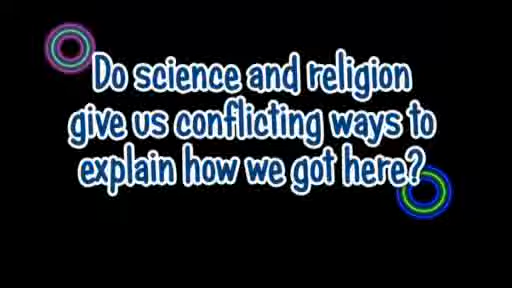 Do science and religion
give us conflicting ways to
explain how we got here?